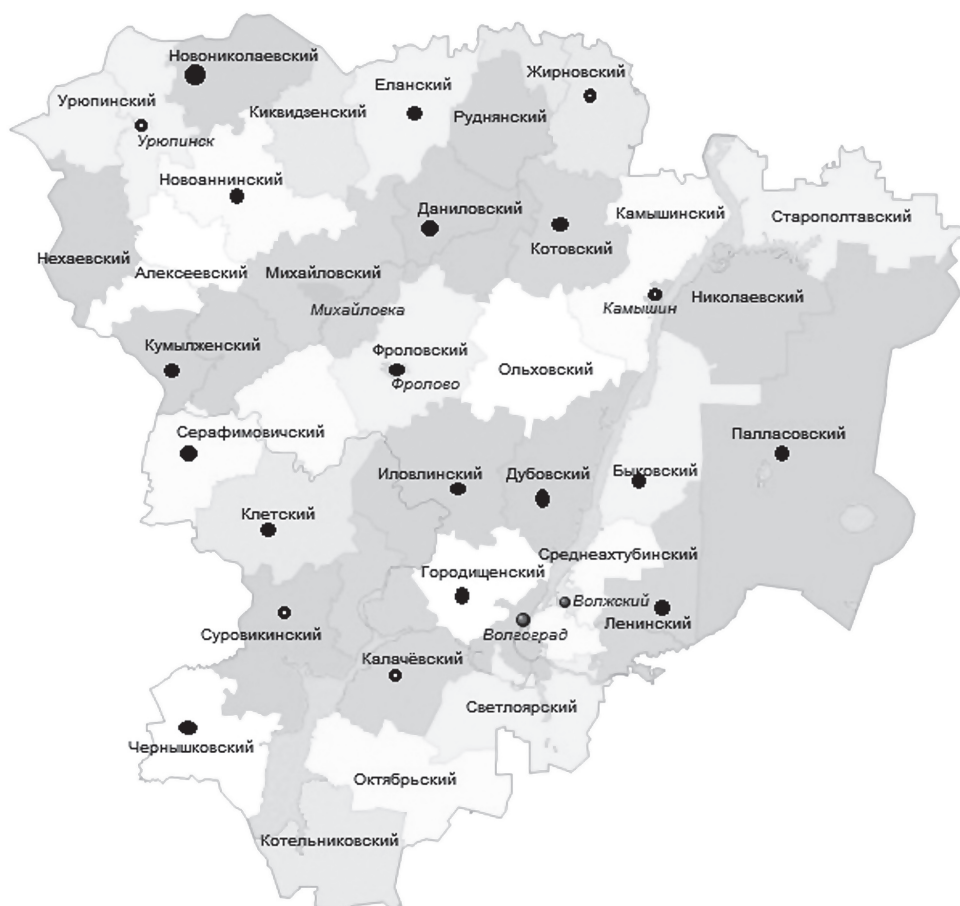 Новониколаевский
Урюпинский
Урюпинск
Киквидзенский
Еланский
Руднянский
Жирновский
Новоаннинский
Даниловский
Котовский
Камышинский
Старополтавский
Нехаевский
Алексеевский
Михайловский
Михайловка
Камышин
Николаевский
Кумылженский
Фроловский
Фролово
Ольховский
Серафимовичский
Иловлинский
Дубовский
Быковский
Палласовский
Клетский
Городищенский
Среднеахтубинский
Волжский
Волгоград
Ленинский
Суровикинский
Калачёвский
Светлоярский
Чернышковский
Октябрьский
Котельниковский